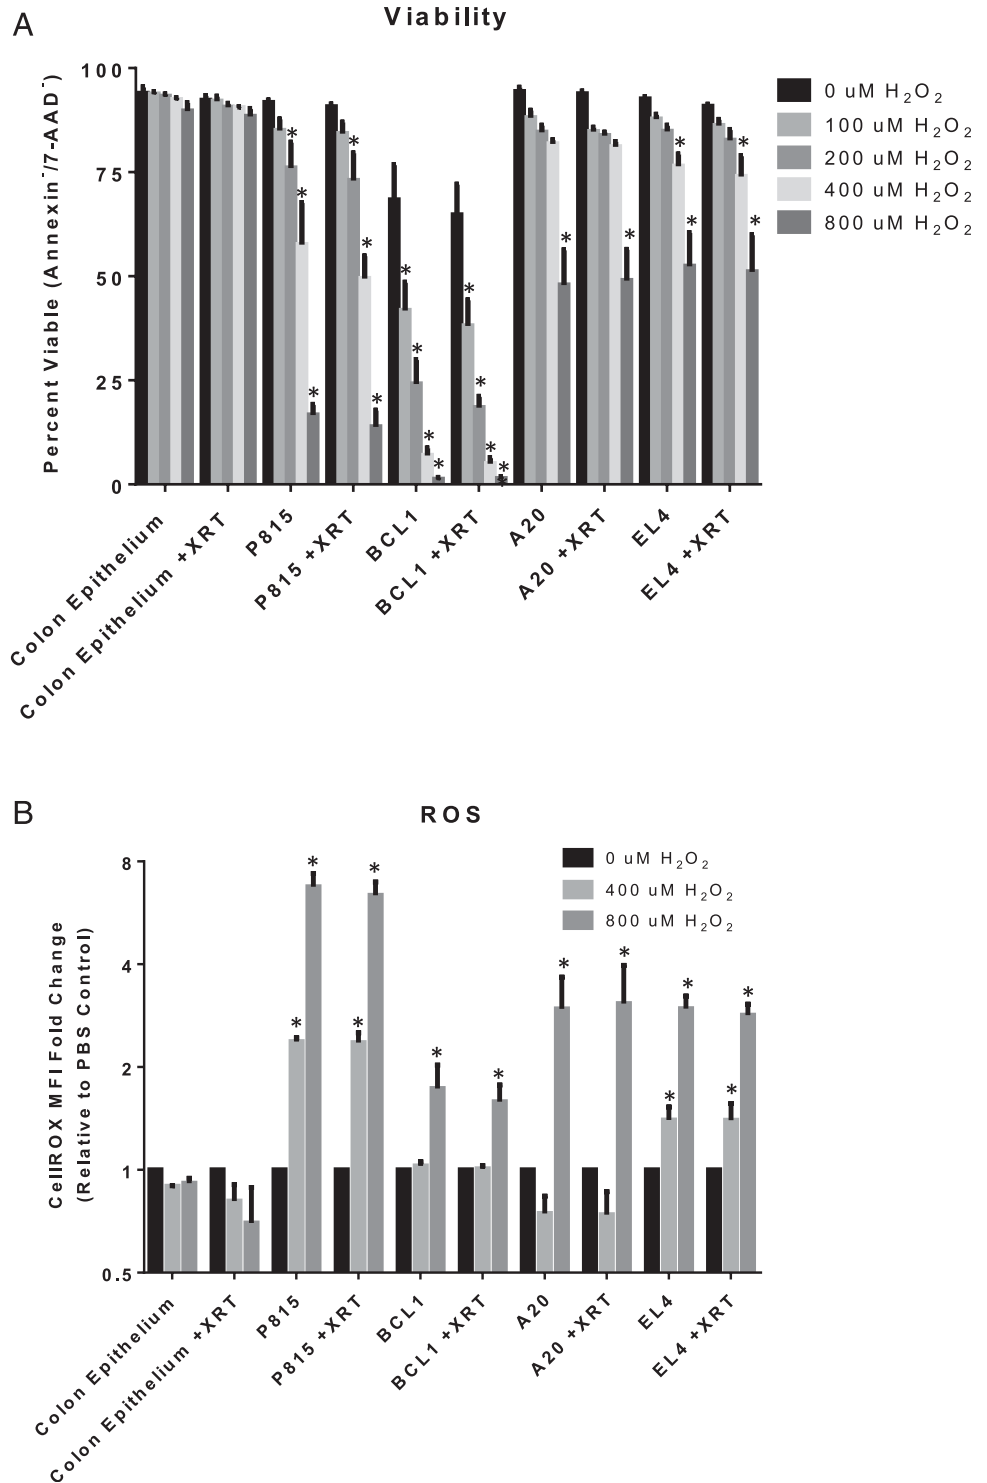 A
Viability
Percent Viable (Annexin⁻/7-AAD⁻)
100
75
50
25
0
0 uM H₂O₂
100 uM H₂O₂
200 uM H₂O₂
400 uM H₂O₂
800 uM H₂O₂
Colon Epithelium
Colon Epithelium +XRT
P815
P815 +XRT
BCL1
BCL1 +XRT
A20
A20 +XRT
EL4
EL4 +XRT
B
ROS
CellROX MFI Fold Change
(Relative to PBS Control)
8
4
2
1
0.5
0 uM H₂O₂
400 uM H₂O₂
800 uM H₂O₂
Colon Epithelium
Colon Epithelium +XRT
P815
P815 +XRT
BCL1
BCL1 +XRT
A20
A20 +XRT
EL4
EL4 +XRT